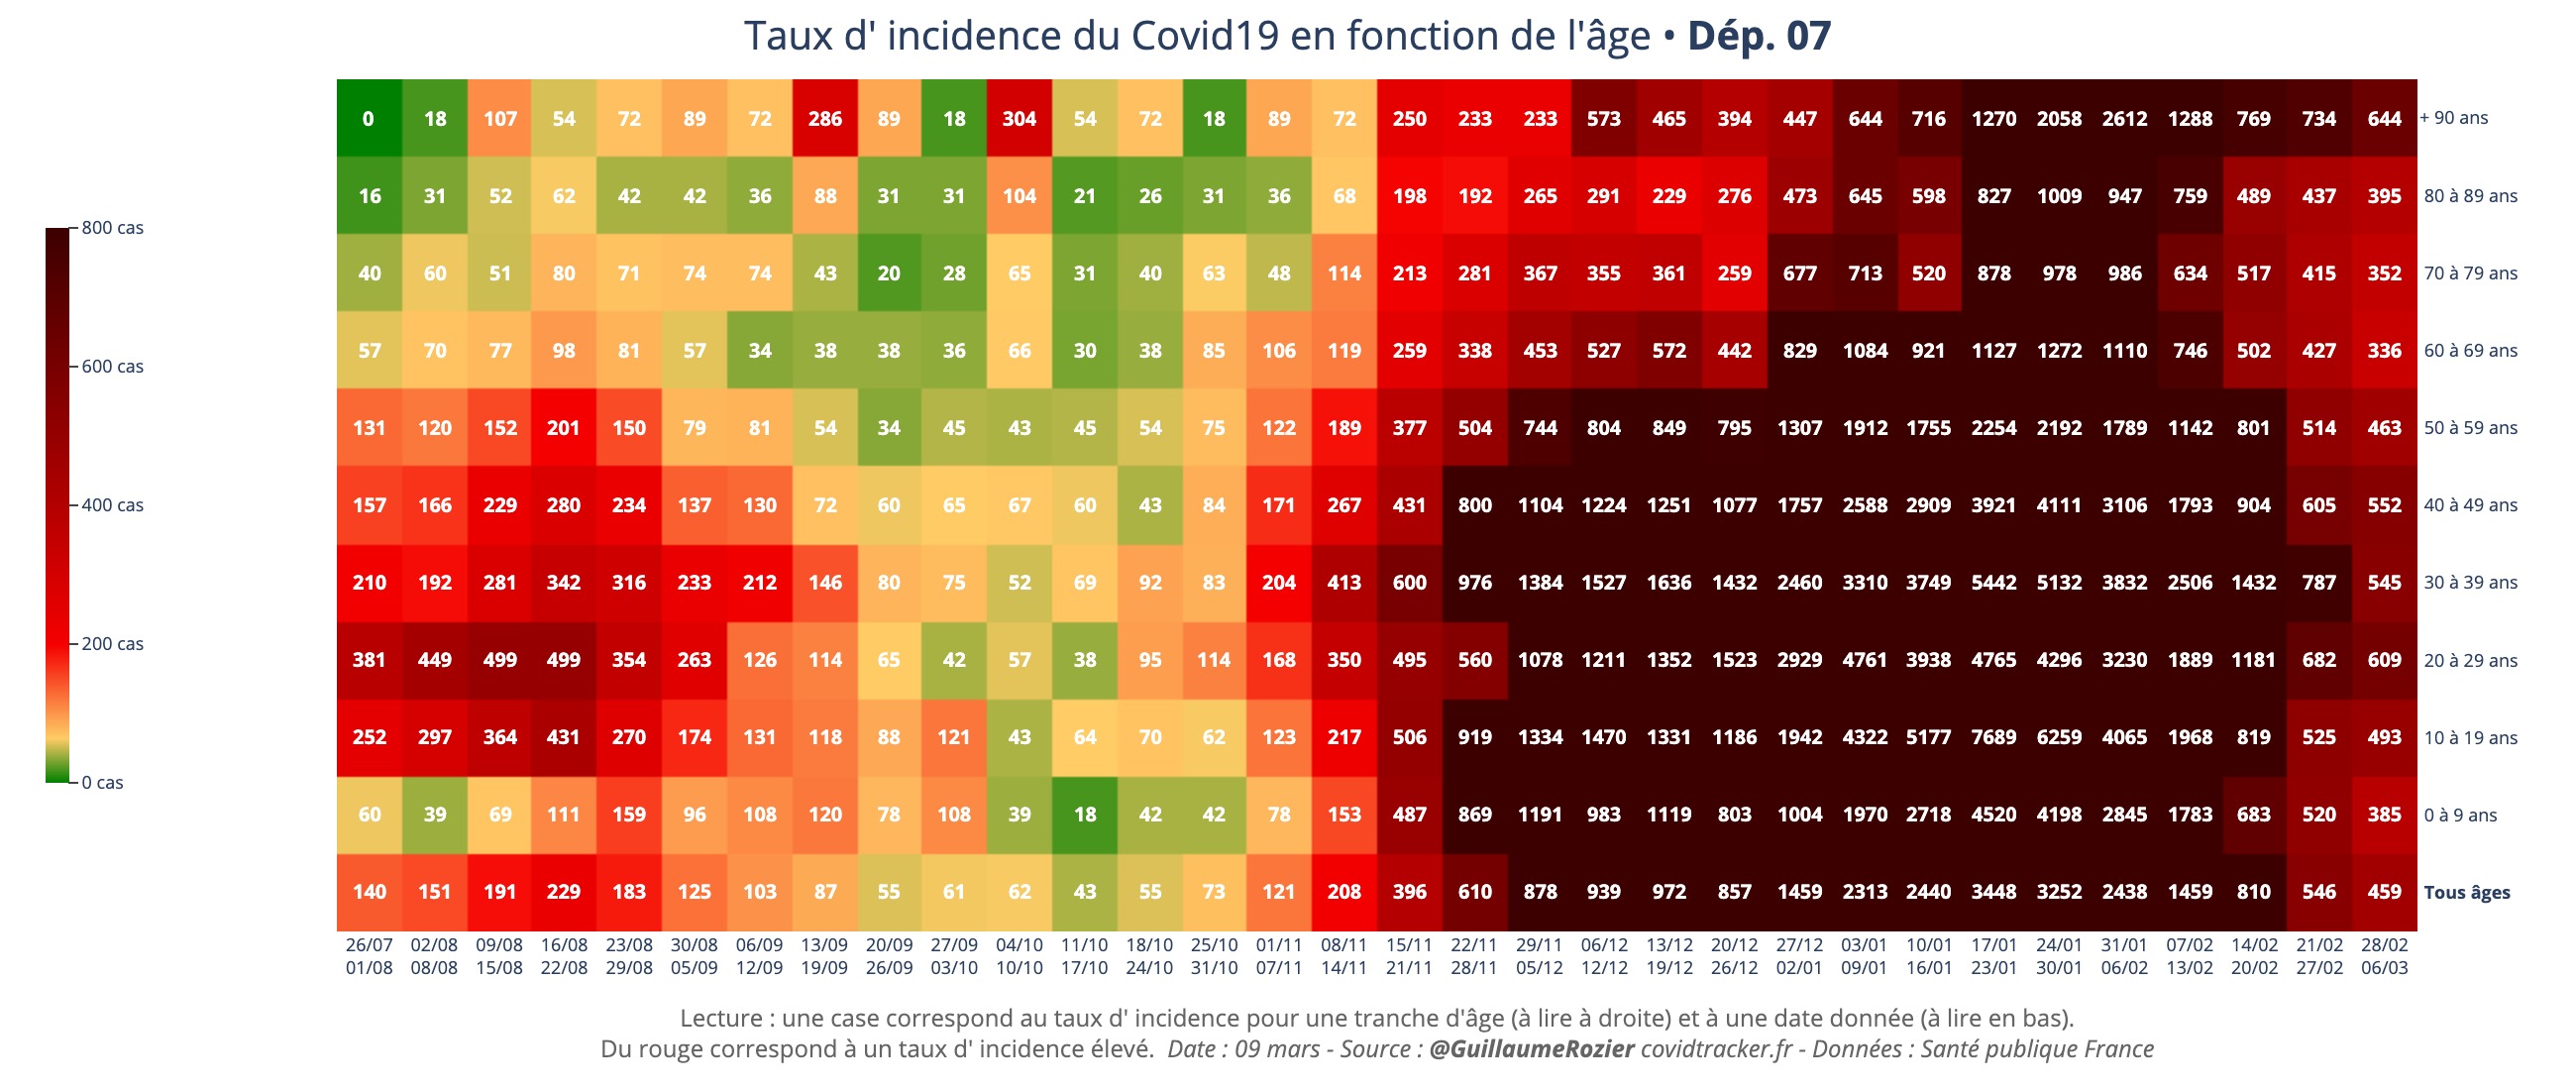 Taux d' incidence du Covid19 en fonction de l'âge • Dép. 07
800 cas
600 cas
400 cas
200 cas
0 cas
0 18 107 54 72 89 72 286 89 18 304 54 72 18 89 72 250 233 233 573 465 394 447 644 716 1270 2058 2612 1288 769 734 644 + 90 ans
16 31 52 62 42 42 36 88 31 31 104 21 26 31 36 68 198 192 265 291 229 276 473 645 598 827 1009 947 759 489 437 395 80 à 89 ans
40 60 51 80 71 74 74 43 20 28 65 31 40 63 48 114 213 281 367 355 361 259 677 713 520 878 978 986 634 517 415 352 70 à 79 ans
57 70 77 98 81 57 34 38 38 36 66 30 38 85 106 119 259 338 453 527 572 442 829 1084 921 1127 1272 1110 746 502 427 336 60 à 69 ans
131 120 152 201 150 79 81 54 34 45 43 45 54 75 122 189 377 504 744 804 849 795 1307 1912 1755 2254 2192 1789 1142 801 514 463 50 à 59 ans
157 166 229 280 234 137 130 72 60 65 67 60 43 84 171 267 431 800 1104 1224 1251 1077 1757 2588 2909 3921 4111 3106 1793 904 605 552 40 à 49 ans
210 192 281 342 316 233 212 146 80 75 52 69 92 83 204 413 600 976 1384 1527 1636 1432 2460 3310 3749 5442 5132 3832 2506 1432 787 545 30 à 39 ans
381 449 499 499 354 263 126 114 65 42 57 38 95 114 168 350 495 560 1078 1211 1352 1523 2929 4761 3938 4765 4296 3230 1889 1181 682 609 20 à 29 ans
252 297 364 431 270 174 131 118 88 121 43 64 70 62 123 217 506 919 1334 1470 1331 1186 1942 4322 5177 7689 6259 4065 1968 819 525 493 10 à 19 ans
60 39 69 111 159 96 108 120 78 108 39 18 42 42 78 153 487 869 1191 983 1119 803 1004 1970 2718 4520 4198 2845 1783 683 520 385 0 à 9 ans
140 151 191 229 183 125 103 87 55 61 62 43 55 73 121 208 396 610 878 939 972 857 1459 2313 2440 3448 3252 2438 1459 810 546 459 Tous âges
26/07 02/08 09/08 16/08 23/08 30/08 06/09 13/09 20/09 27/09 04/10 11/10 18/10 25/10 01/11 08/11 15/11 22/11 29/11 06/12 13/12 20/12 27/12 03/01 10/01 17/01 24/01 31/01 07/02 14/02 21/02 28/02
01/08 08/08 15/08 22/08 29/08 05/09 12/09 19/09 26/09 03/10 10/10 17/10 24/10 31/10 07/11 14/11 21/11 28/11 05/12 12/12 19/12 26/12 02/01 09/01 16/01 23/01 30/01 06/02 13/02 20/02 27/02 06/03
Lecture : une case correspond au taux d' incidence pour une tranche d'âge (à lire à droite) et à une date donnée (à lire en bas).
Du rouge correspond à un taux d' incidence élevé. Date : 09 mars - Source : @GuillaumeRozier covidtracker.fr - Données : Santé publique France